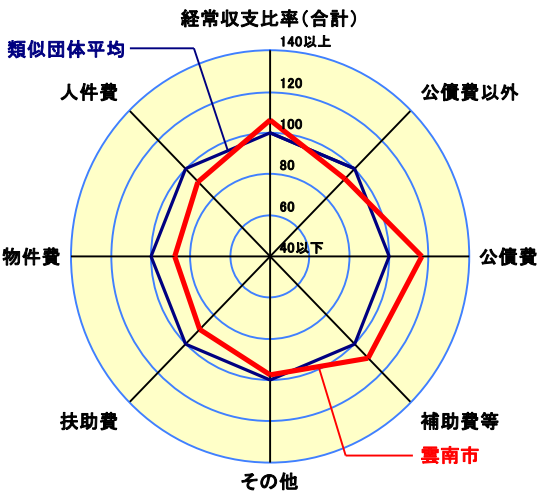 経常収支比率(合計)
140以上
類似団体平均
人件費
120
公債費以外
100
80
60
物件費
40以下
公債費
扶助費
補助費等
雲南市
その他